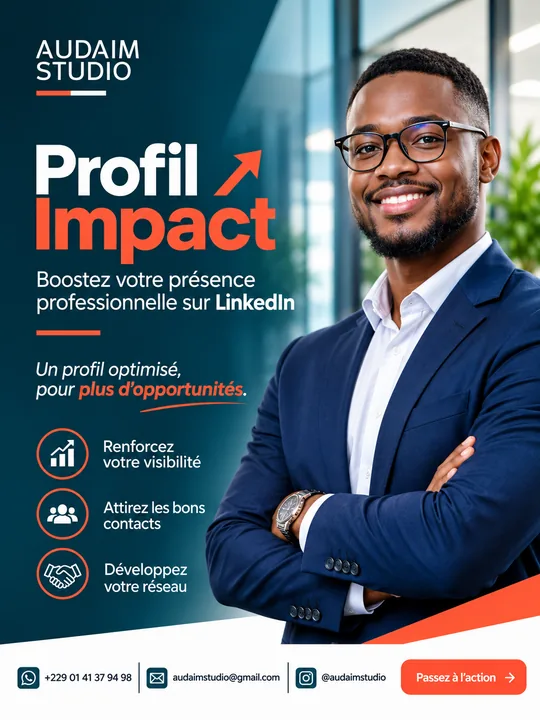 AUDAIM
STUDIO
Profil
Impact
Boostez votre présence
professionnelle sur LinkedIn
Un profil optimisé,
pour plus d'opportunités.
Renforcez
votre visibilité
Attirez les bons
contacts
Développez
votre réseau
+229 01 41 37 94 98
audaimstudio@gmail.com
@audaimstudio
Passez à l'action →